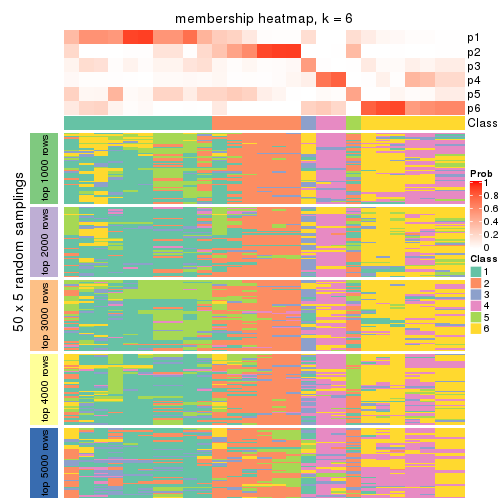 membership heatmap, k = 6
p1
p2
p3
p4
p5
p6
Class
50 x 5 random samplings
top 1000 rows
top 2000 rows
top 3000 rows
top 4000 rows
top 5000 rows
Prob
1
0.8
0.6
0.4
0.2
0
Class
1
2
3
4
5
6